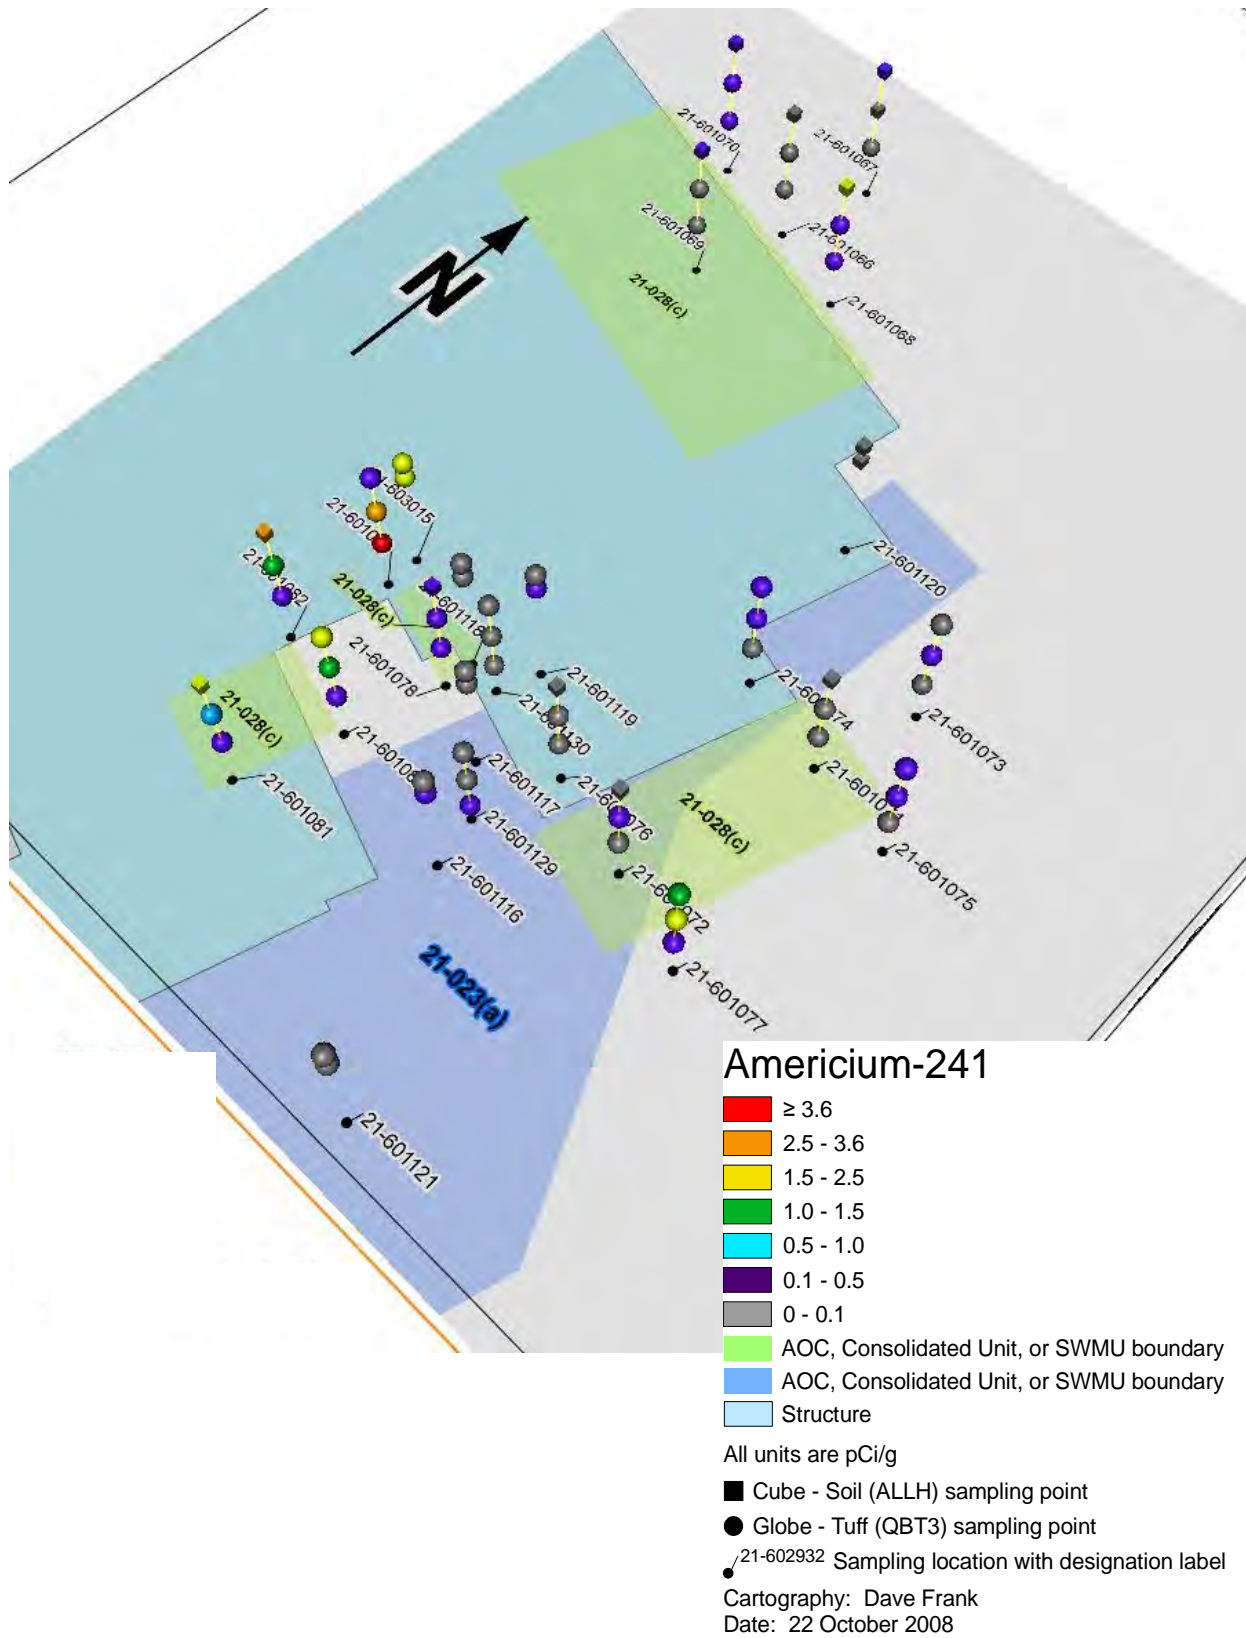 21-601070
21-601067
21-601069
21-601066
21-028(c)
21-601068
N
21-603015
21-028(c)
21-601118
21-601120
21-601078
21-028(c)
21-601119
21-601073
21-601117
21-601081
21-028(c)
21-601129
21-601075
21-601116
21-023(a)
21-601077
21-601121
Americium-241
≥ 3.6
2.5 - 3.6
1.5 - 2.5
1.0 - 1.5
0.5 - 1.0
0.1 - 0.5
0 - 0.1
AOC, Consolidated Unit, or SWMU boundary
AOC, Consolidated Unit, or SWMU boundary
Structure
All units are pCi/g
Cube - Soil (ALLH) sampling point
Globe - Tuff (QBT3) sampling point
21-602932 Sampling location with designation label
Cartography: Dave Frank
Date: 22 October 2008